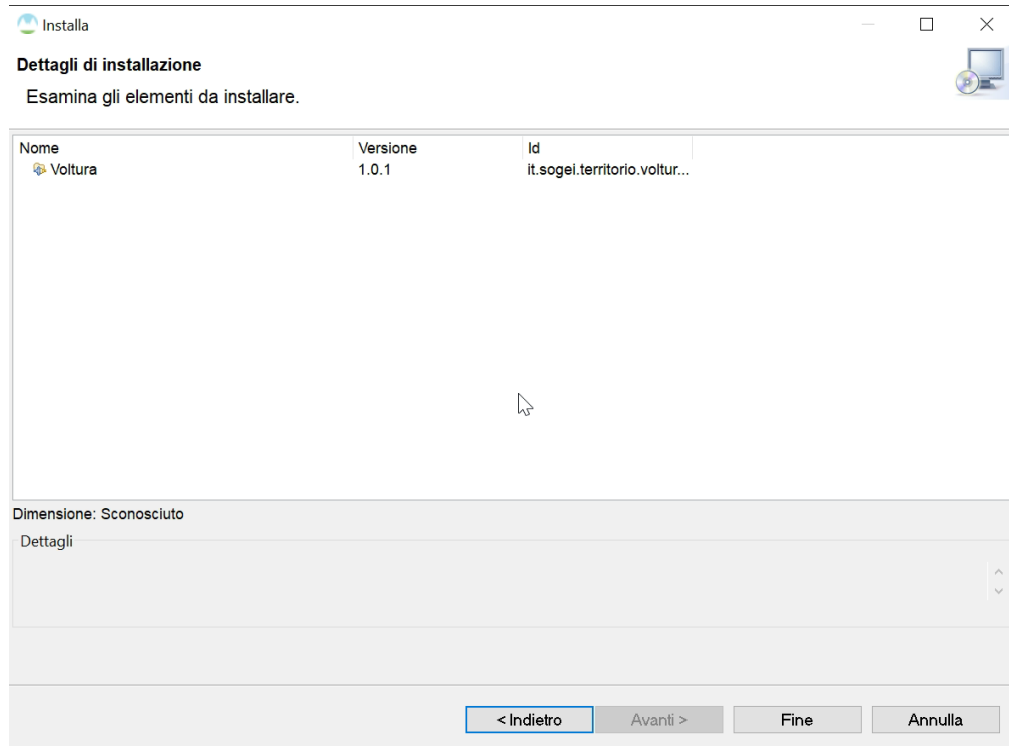 Installa
Dettagli di installazione
Esamina gli elementi da installare.
Nome Versione Id
Voltura 1.0.1 it.sogei.territorio.voltur...
Dimensione: Sconosciuto
Dettagli
< Indietro Avanti > Fine Annulla